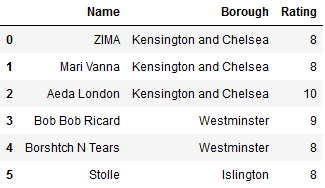 Name Borough Rating
0 ZIMA Kensington and Chelsea 8
1 Mari Vanna Kensington and Chelsea 8
2 Aeda London Kensington and Chelsea 10
3 Bob Bob Ricard Westminster 9
4 Borshtch N Tears Westminster 8
5 Stolle Islington 8